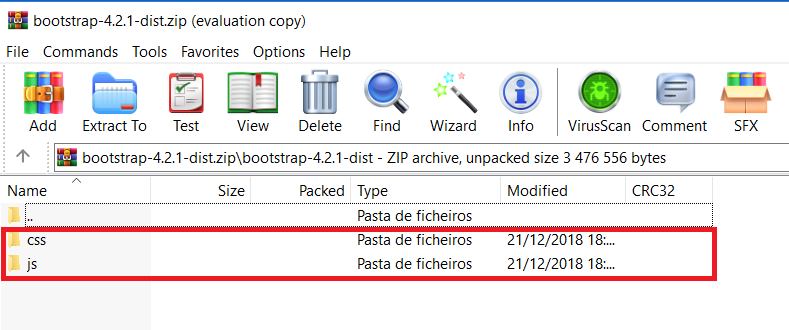 bootstrap-4.2.1-dist.zip (evaluation copy)
File Commands Tools Favorites Options Help
Add Extract To Test View Delete Find Wizard Info VirusScan Comment SFX
bootstrap-4.2.1-dist.zip\bootstrap-4.2.1-dist - ZIP archive, unpacked size 3 476 556 bytes
Name Size Packed Type Modified CRC32
.. Pasta de ficheiros
css Pasta de ficheiros 21/12/2018 18:...
js Pasta de ficheiros 21/12/2018 18:...